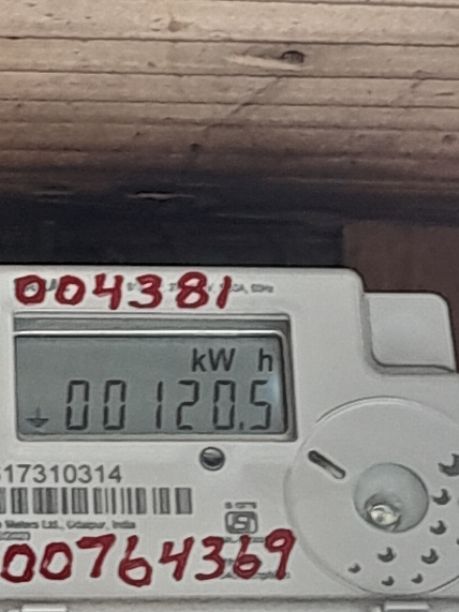 004381
kW h
00120.5
17310314
Meters Ltd., Udaipur, India
00764369